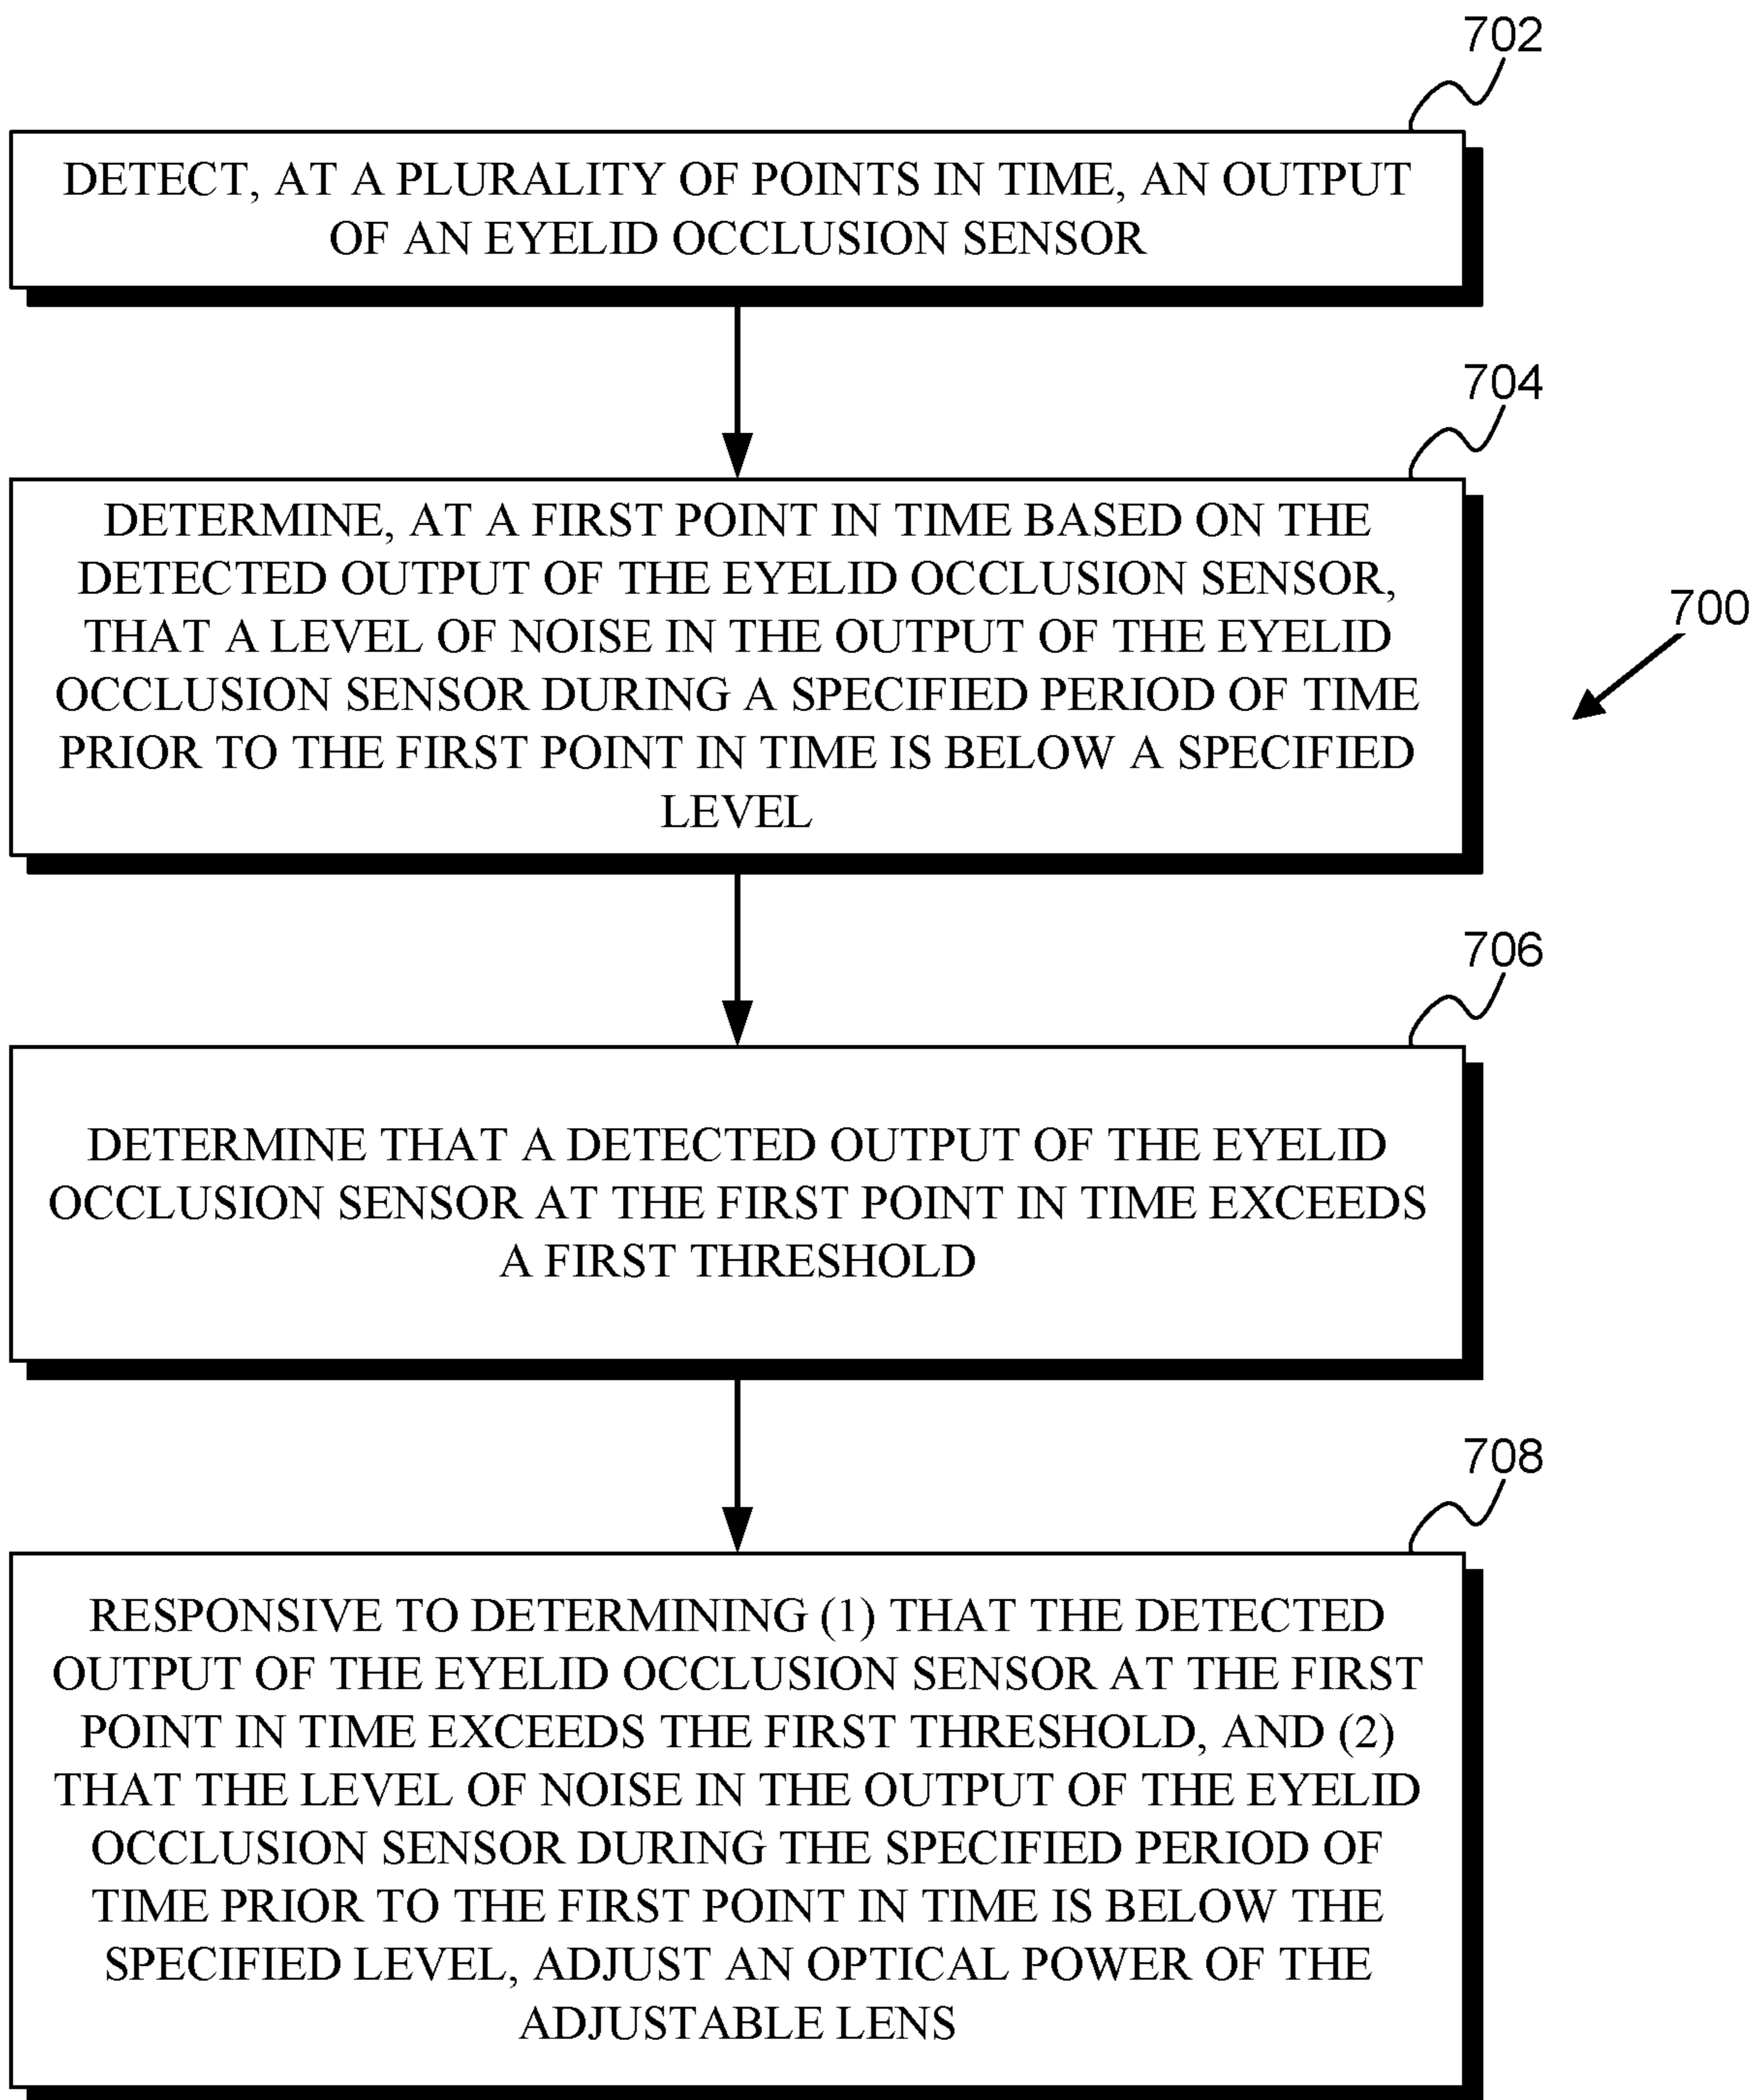 702
DETECT, AT A PLURALITY OF POINTS IN TIME, AN OUTPUT
OF AN EYELID OCCLUSION SENSOR
704
DETERMINE, AT A FIRST POINT IN TIME BASED ON THE
DETECTED OUTPUT OF THE EYELID OCCLUSION SENSOR,
THAT A LEVEL OF NOISE IN THE OUTPUT OF THE EYELID
OCCLUSION SENSOR DURING A SPECIFIED PERIOD OF TIME
PRIOR TO THE FIRST POINT IN TIME IS BELOW A SPECIFIED
LEVEL
700
706
DETERMINE THAT A DETECTED OUTPUT OF THE EYELID
OCCLUSION SENSOR AT THE FIRST POINT IN TIME EXCEEDS
A FIRST THRESHOLD
708
RESPONSIVE TO DETERMINING (1) THAT THE DETECTED
OUTPUT OF THE EYELID OCCLUSION SENSOR AT THE FIRST
POINT IN TIME EXCEEDS THE FIRST THRESHOLD, AND (2)
THAT THE LEVEL OF NOISE IN THE OUTPUT OF THE EYELID
OCCLUSION SENSOR DURING THE SPECIFIED PERIOD OF
TIME PRIOR TO THE FIRST POINT IN TIME IS BELOW THE
SPECIFIED LEVEL, ADJUST AN OPTICAL POWER OF THE
ADJUSTABLE LENS